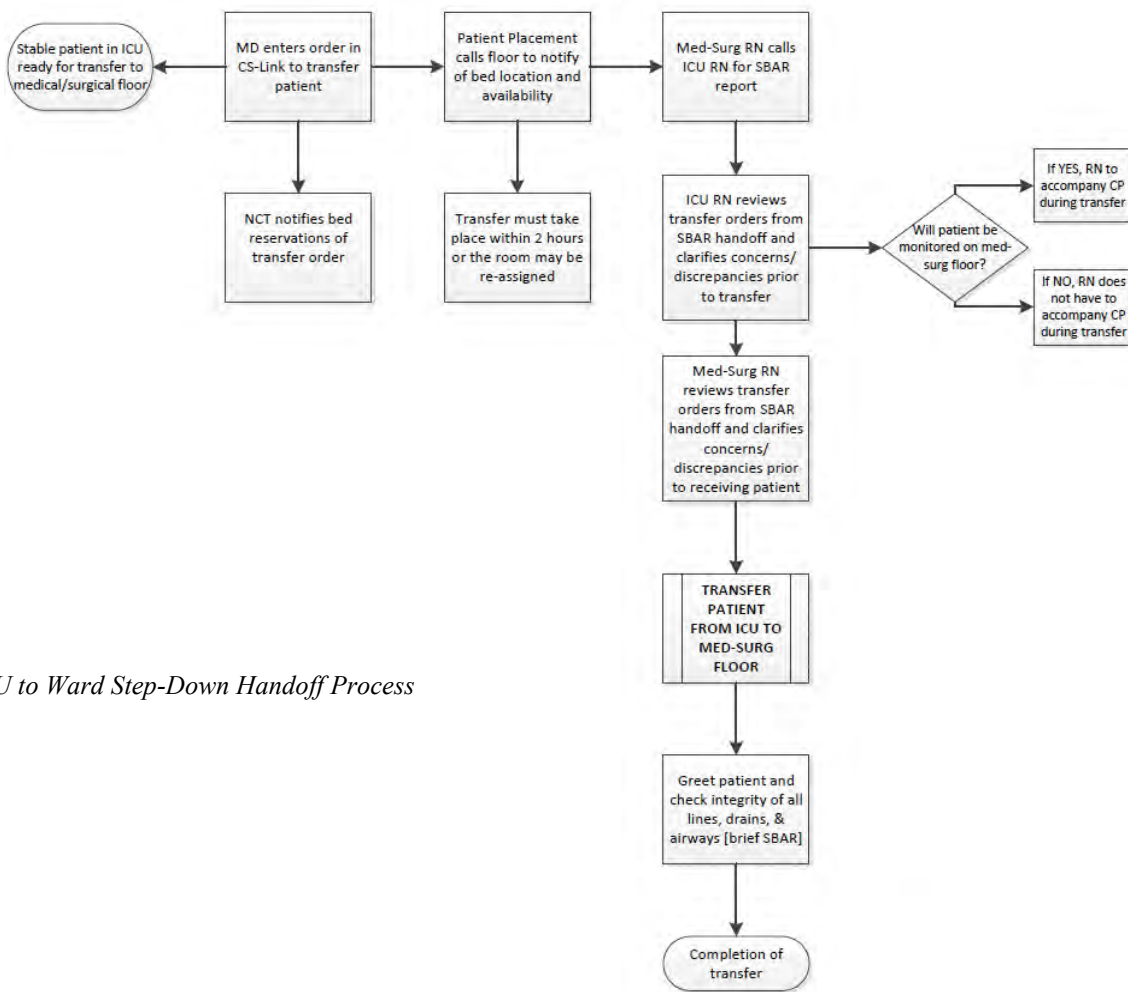 Stable patient in ICU
ready for transfer to
medical/surgical floor
MD enters order in
CS-Link to transfer
patient
Patient Placement
calls floor to notify
of bed location and
availability
Med-Surg RN calls
ICU RN for SBAR
report
NCT notifies bed
reservations of
transfer order
Transfer must take
place within 2 hours
or the room may be
re-assigned
ICU RN reviews
transfer orders from
SBAR handoff and
clarifies concerns/
discrepancies prior
to transfer
Will patient be
monitored on med-
surg floor?
If YES, RN to
accompany CP
during transfer
If NO, RN does
not have to
accompany CP
during transfer
Med-Surg RN
reviews transfer
orders from SBAR
handoff and clarifies
concerns/
discrepancies prior
to receiving patient
TRANSFER
PATIENT
FROM ICU TO
MED-SURG
FLOOR
U to Ward Step-Down Handoff Process
Greet patient and
check integrity of all
lines, drains, &
airways [brief SBAR]
Completion of
transfer